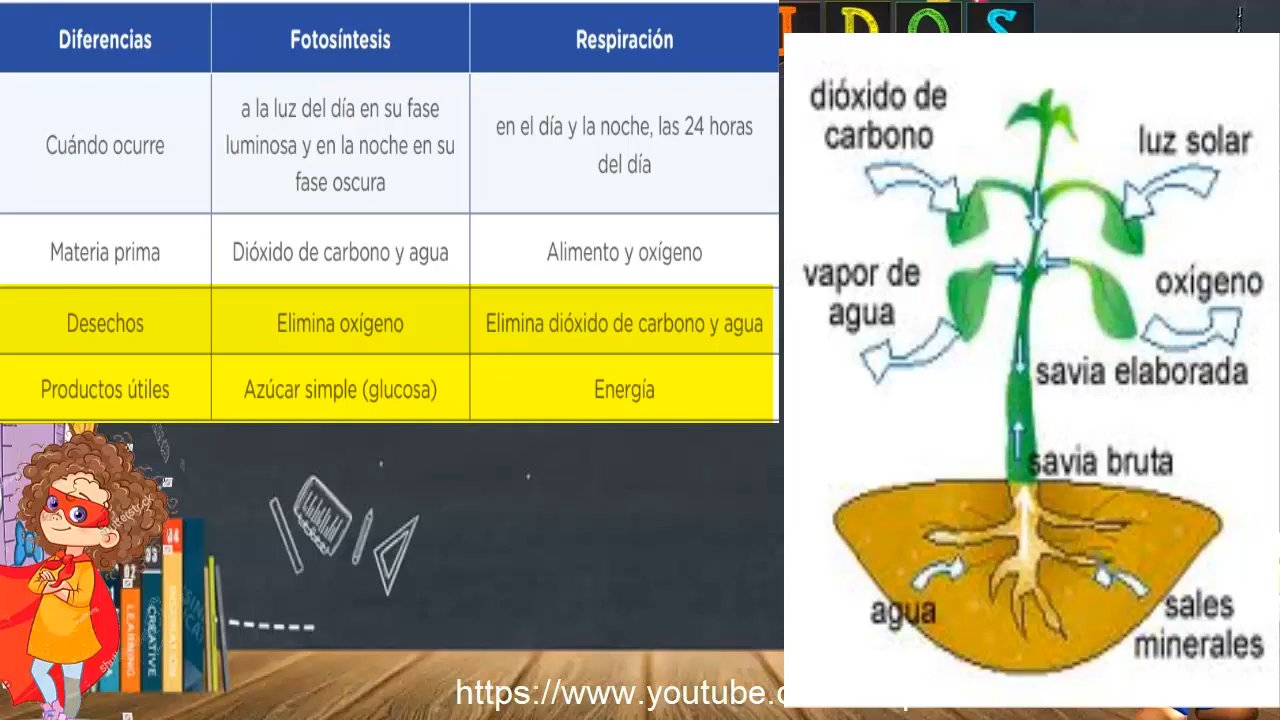 I D O S
Diferencias Fotosíntesis Respiración
Cuándo ocurre
a la luz del día en su fase
luminosa y en la noche en su
fase oscura
en el día y la noche, las 24 horas
del día
Materia prima Dióxido de carbono y agua Alimento y oxígeno
Desechos Elimina oxígeno Elimina dióxido de carbono y agua
Productos útiles Azúcar simple (glucosa) Energía
dióxido de
carbono
luz solar
vapor de
agua
oxígeno
savia elaborada
savia bruta
agua
sales
minerales
LEARNING
CREATIVE
https://www.youtube.